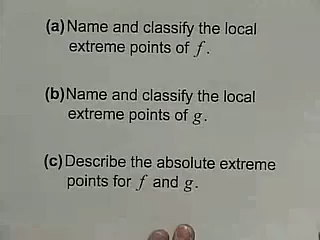 (a) Name and classify the local
extreme points of f.
(b) Name and classify the local
extreme points of g.
(c) Describe the absolute extreme
points for f and g.